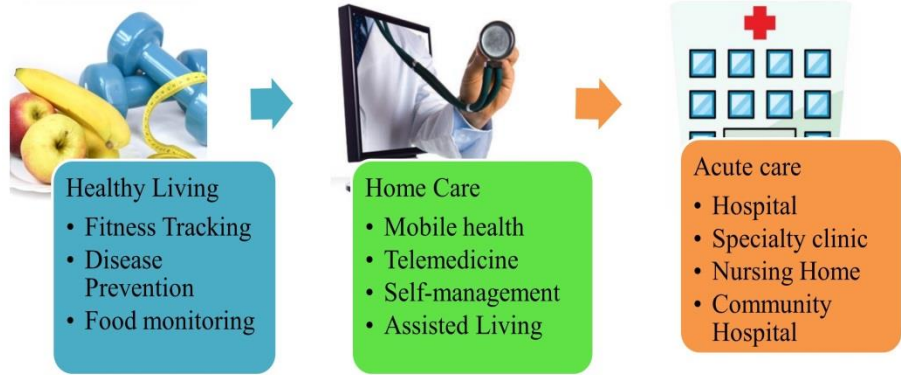 Healthy Living
• Fitness Tracking
• Disease
Prevention
• Food monitoring
Home Care
• Mobile health
• Telemedicine
• Self-management
• Assisted Living
Acute care
• Hospital
• Specialty clinic
• Nursing Home
• Community
Hospital